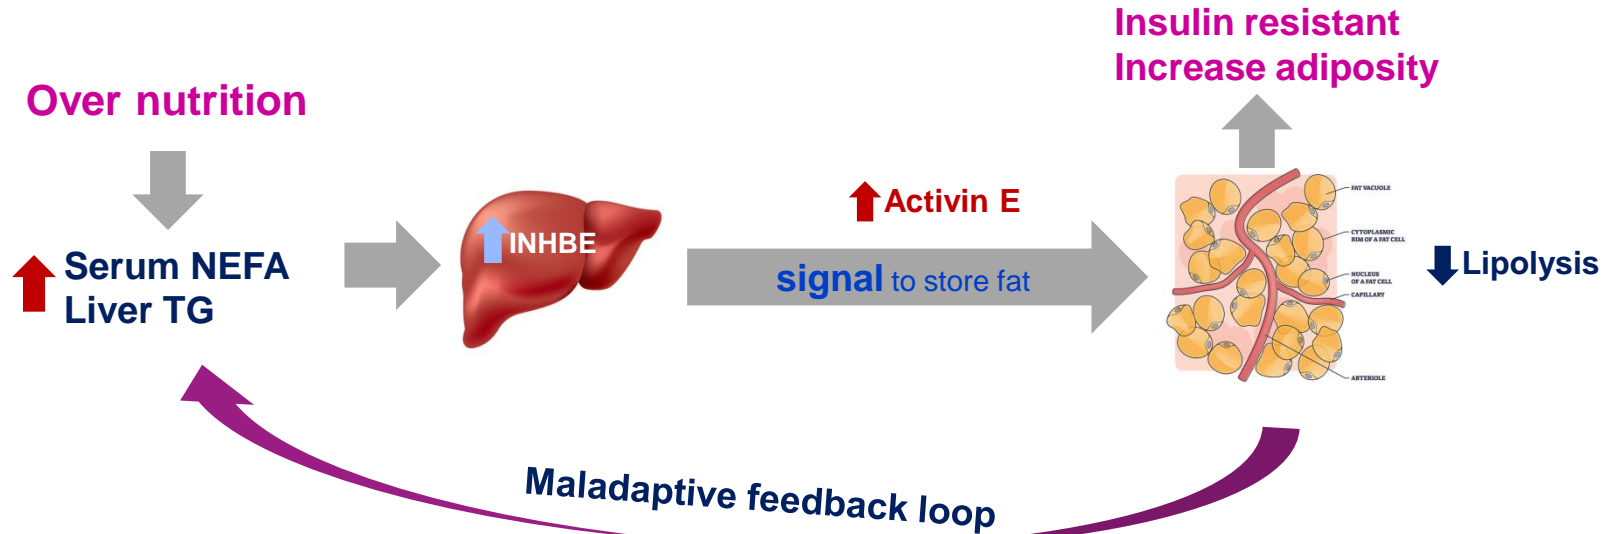 Insulin resistant
Increase adiposity
Over nutrition
Serum NEFA
Liver TG
INHBE
Activin E
signal to store fat
FAT VACUOLE
CYTOPLASMIC
RIM OF A FAT CELL
NUCLEUS
OF A FAT CELL
CAPILLARY
ARTERIOLE
Lipolysis
Maladaptive feedback loop